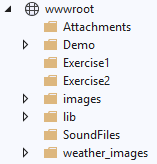 wwwroot
Attachments
Demo
Exercise1
Exercise2
images
lib
SoundFiles
weather_images